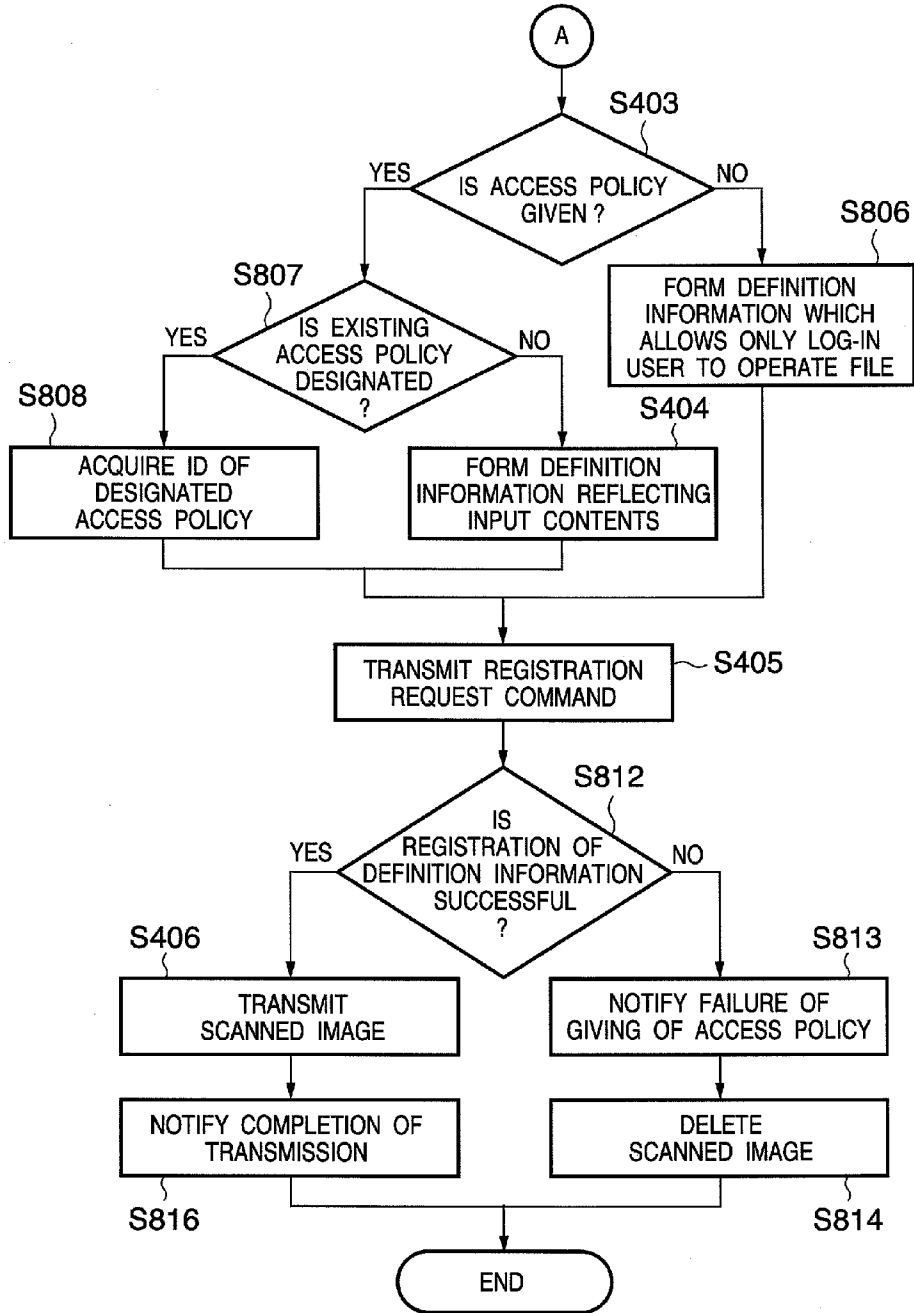 A
S403
YES
IS ACCESS POLICY
GIVEN ?
NO
S806
FORM DEFINITION
INFORMATION WHICH
ALLOWS ONLY LOG-IN
USER TO OPERATE FILE
S807
YES
IS EXISTING
ACCESS POLICY
DESIGNATED
?
NO
S808
ACQUIRE ID OF
DESIGNATED
ACCESS POLICY
S404
FORM DEFINITION
INFORMATION REFLECTING
INPUT CONTENTS
TRANSMIT REGISTRATION
REQUEST COMMAND
S405
S812
YES
IS
REGISTRATION OF
DEFINITION INFORMATION
SUCCESSFUL
?
NO
S406
TRANSMIT
SCANNED IMAGE
S813
NOTIFY FAILURE OF
GIVING OF ACCESS POLICY
NOTIFY COMPLETION OF
TRANSMISSION
S816
DELETE
SCANNED IMAGE
S814
END